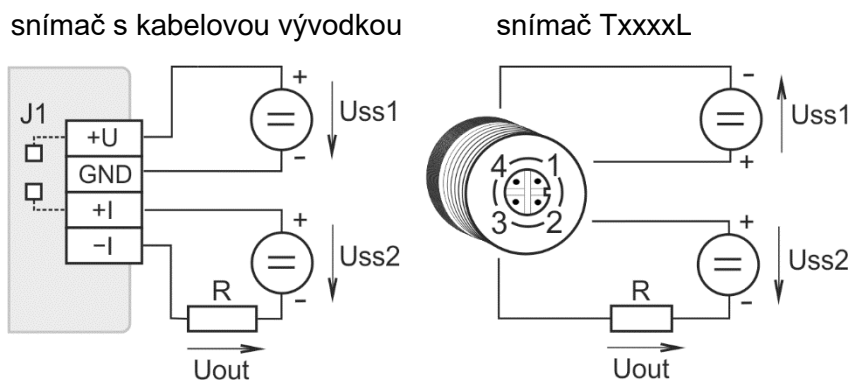 snímač s kabelovou vývodkou
J1
+U
GND
+I
−I
+
−
Uss1
+
−
Uss2
R
Uout
snímač TxxxxL
4 1
3 2
-
+
Uss1
+
−
Uss2
R
Uout